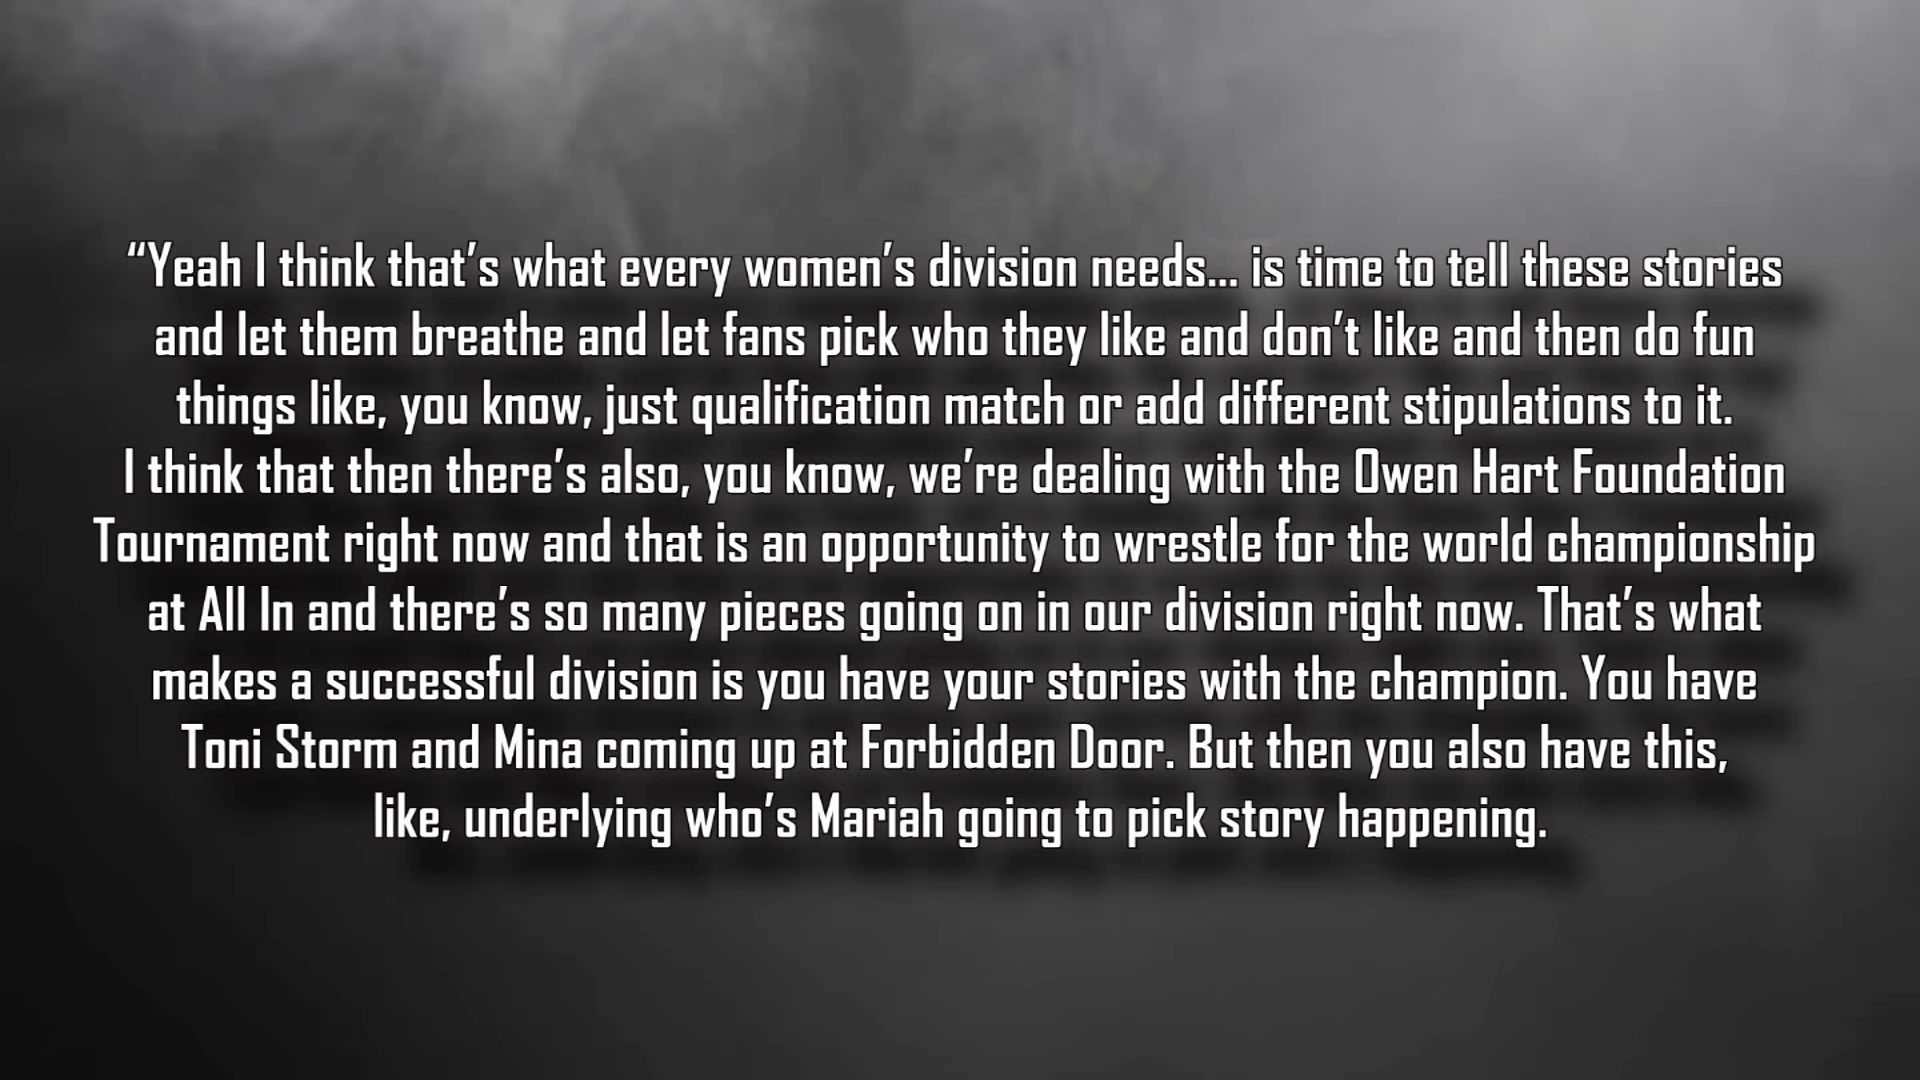 “Yeah I think that’s what every women’s division needs... is time to tell these stories
and let them breathe and let fans pick who they like and don’t like and then do fun
things like, you know, just qualification match or add different stipulations to it.
I think that then there’s also, you know, we’re dealing with the Owen Hart Foundation
Tournament right now and that is an opportunity to wrestle for the world championship
at All In and there’s so many pieces going on in our division right now. That’s what
makes a successful division is you have your stories with the champion. You have
Toni Storm and Mina coming up at Forbidden Door. But then you also have this,
like, underlying who’s Mariah going to pick story happening.